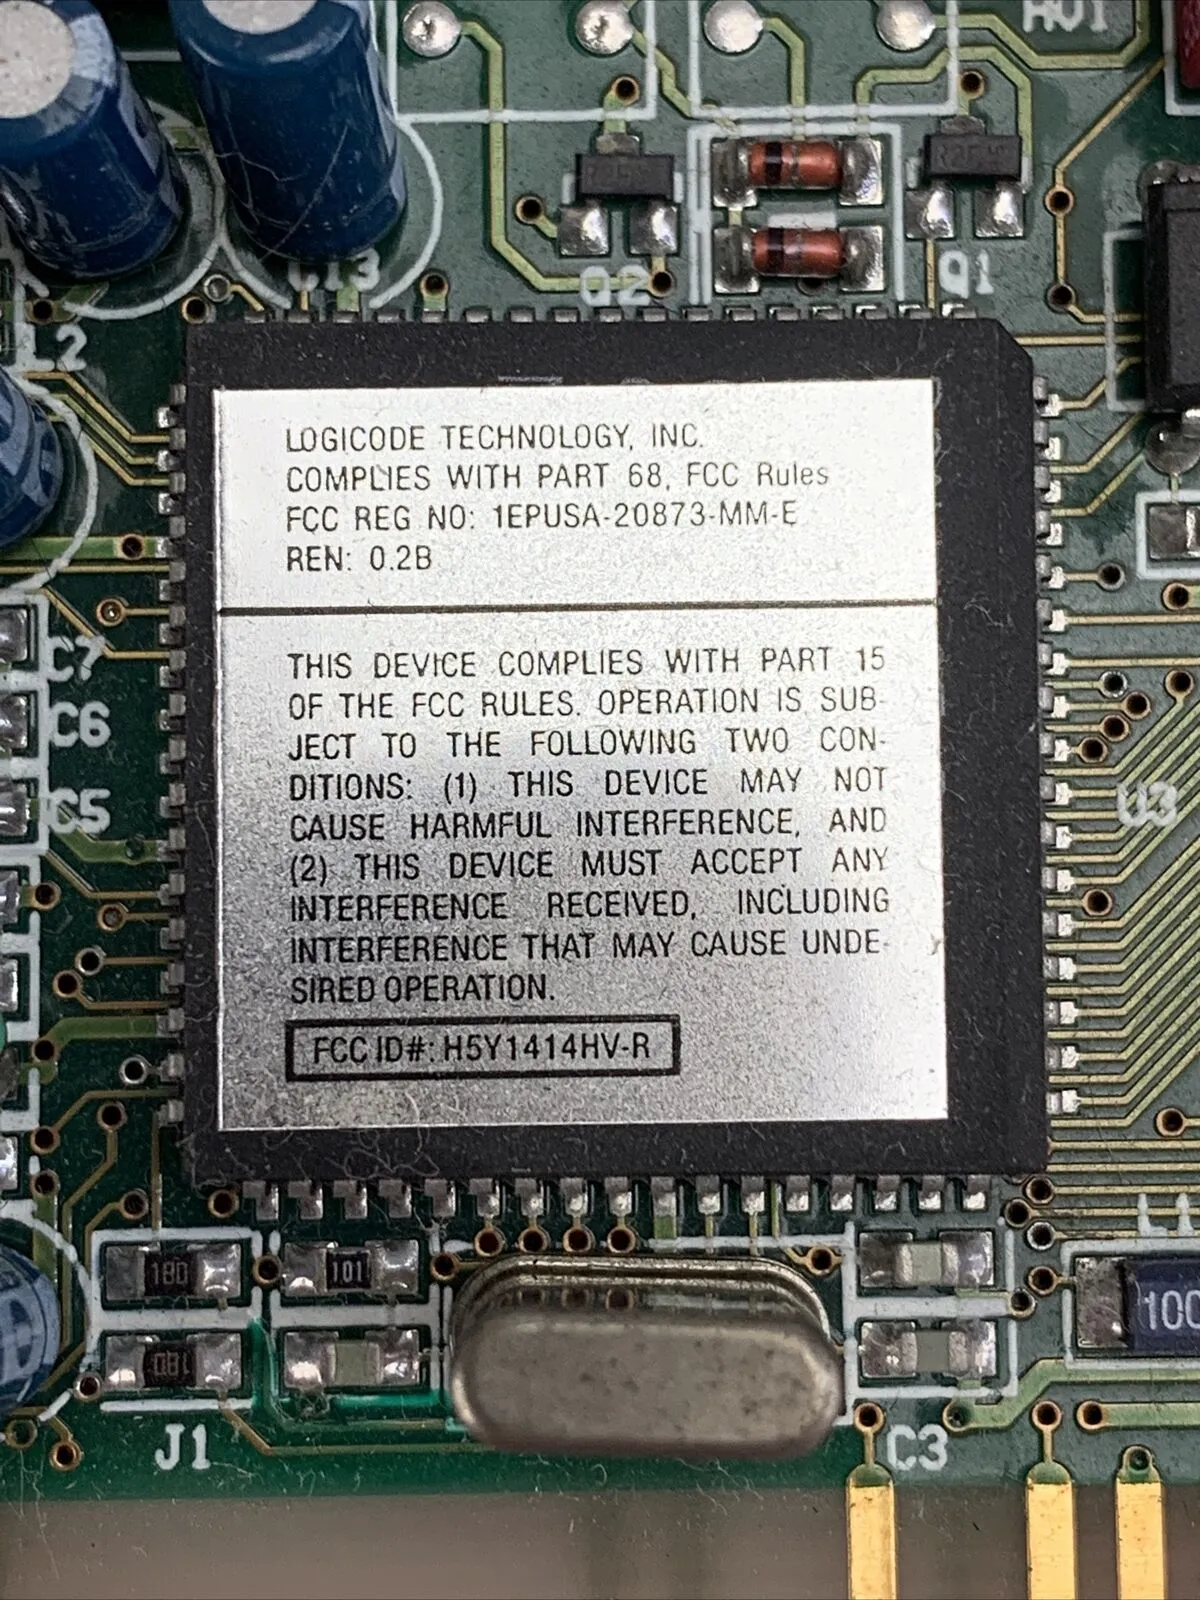 HV1
C13
Q2
Q1
L2
LOGICODE TECHNOLOGY, INC.
COMPLIES WITH PART 68, FCC Rules
FCC REG NO: 1EPUSA-20873-MM-E
REN: 0.2B
THIS DEVICE COMPLIES WITH PART 15
OF THE FCC RULES. OPERATION IS SUB-
JECT TO THE FOLLOWING TWO CON-
DITIONS: (1) THIS DEVICE MAY NOT
CAUSE HARMFUL INTERFERENCE, AND
(2) THIS DEVICE MUST ACCEPT ANY
INTERFERENCE RECEIVED, INCLUDING
INTERFERENCE THAT MAY CAUSE UNDE-
SIRED OPERATION.
FCC ID#: H5Y1414HV-R
C7
C6
C5
U3
L1
180
101
100
180
J1
C3